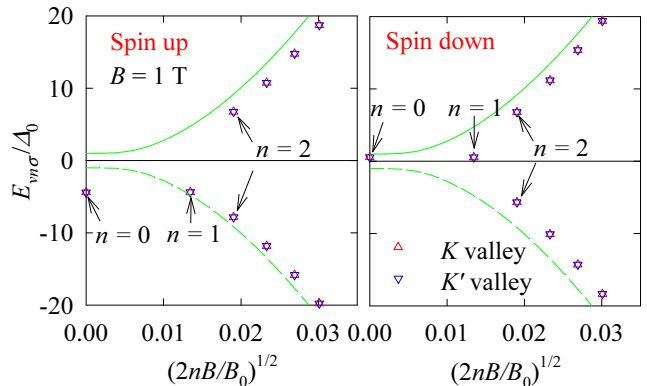 20
10
0
-10
-20
E_{vnσ}/Δ_0
Spin up
B = 1 T
n = 2
n = 0
n = 1
0.00
0.01
0.02
0.03
(2nB/B_0)^{1/2}
Spin down
n = 0
n = 1
n = 2
K valley
K' valley
0.00
0.01
0.02
0.03
(2nB/B_0)^{1/2}